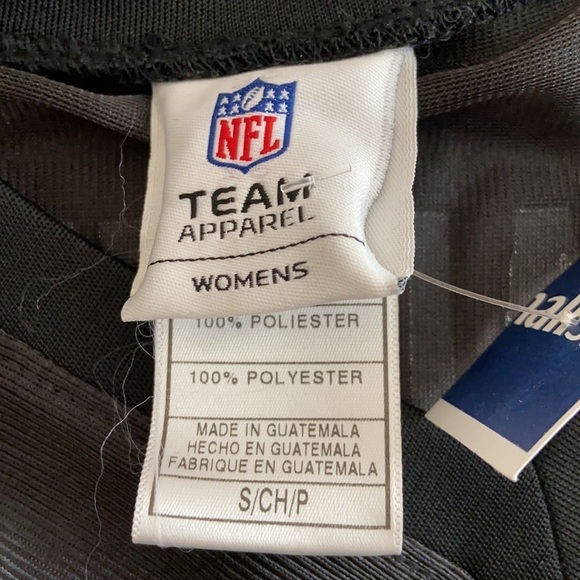 NFL
TEAM
APPAREL
WOMENS
100% POLIESTER
100% POLYESTER
MADE IN GUATEMALA
HECHO EN GUATEMALA
FABRIQUE EN GUATEMALA
S/CH/P